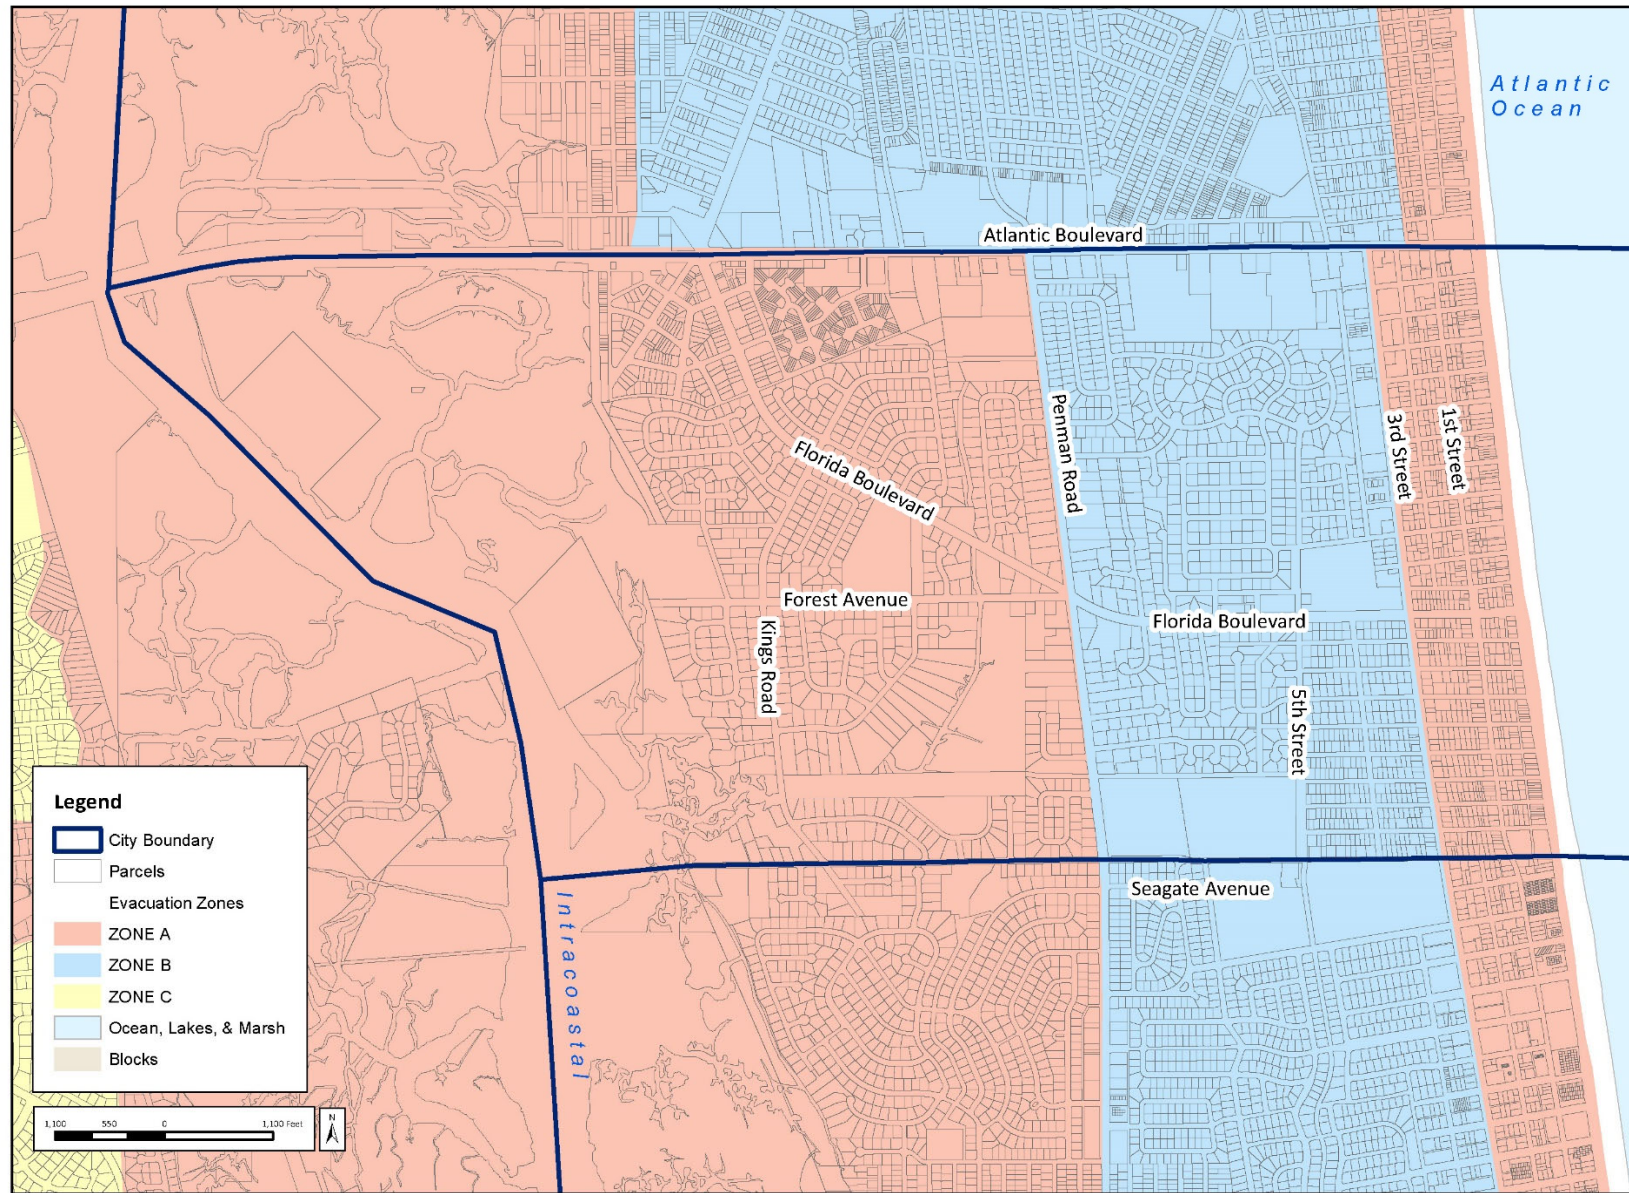 Atlantic
Ocean
Atlantic Boulevard
Penman Road
3rd Street
1st Street
Florida Boulevard
Forest Avenue
Florida Boulevard
Kings Road
5th Street
Seagate Avenue
Intracoastal
Legend
City Boundary
Parcels
Evacuation Zones
ZONE A
ZONE B
ZONE C
Ocean, Lakes, & Marsh
Blocks
1,100 550 0 1,100 Feet
N